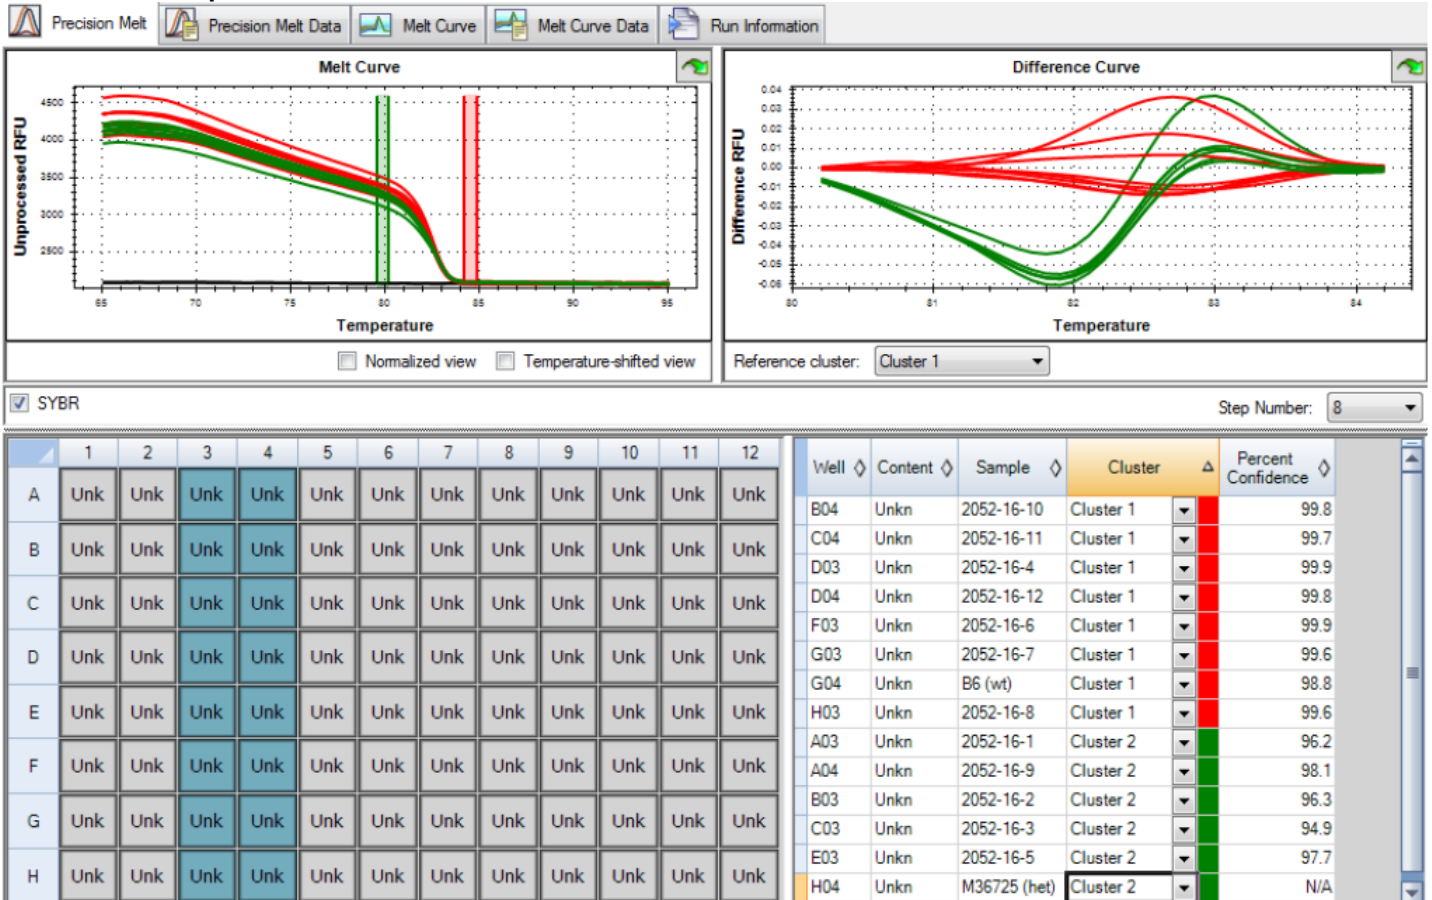 Precision Melt Precision Melt Data Melt Curve Melt Curve Data Run Information
Melt Curve
Unprocessed RFU
4500
4000
3500
3000
2500
65 70 75 80 85 90 95
Temperature
Normalized view Temperature-shifted view
Difference Curve
Difference RFU
0.04
0.03
0.02
0.01
0.00
-0.01
-0.02
-0.03
-0.04
-0.05
-0.06
80 81 82 83 84
Temperature
Reference cluster: Cluster 1
SYBR
Step Number: 8
1 2 3 4 5 6 7 8 9 10 11 12
A Unk Unk Unk Unk Unk Unk Unk Unk Unk Unk Unk Unk
B Unk Unk Unk Unk Unk Unk Unk Unk Unk Unk Unk Unk
C Unk Unk Unk Unk Unk Unk Unk Unk Unk Unk Unk Unk
D Unk Unk Unk Unk Unk Unk Unk Unk Unk Unk Unk Unk
E Unk Unk Unk Unk Unk Unk Unk Unk Unk Unk Unk Unk
F Unk Unk Unk Unk Unk Unk Unk Unk Unk Unk Unk Unk
G Unk Unk Unk Unk Unk Unk Unk Unk Unk Unk Unk Unk
H Unk Unk Unk Unk Unk Unk Unk Unk Unk Unk Unk Unk
Well Content Sample Cluster Percent Confidence
B04 Unkn 2052-16-10 Cluster 1 99.8
C04 Unkn 2052-16-11 Cluster 1 99.7
D03 Unkn 2052-16-4 Cluster 1 99.9
D04 Unkn 2052-16-12 Cluster 1 99.8
F03 Unkn 2052-16-6 Cluster 1 99.9
G03 Unkn 2052-16-7 Cluster 1 99.6
G04 Unkn B6 (wt) Cluster 1 98.8
H03 Unkn 2052-16-8 Cluster 1 99.6
A03 Unkn 2052-16-1 Cluster 2 96.2
A04 Unkn 2052-16-9 Cluster 2 98.1
B03 Unkn 2052-16-2 Cluster 2 96.3
C03 Unkn 2052-16-3 Cluster 2 94.9
E03 Unkn 2052-16-5 Cluster 2 97.7
H04 Unkn M36725 (het) Cluster 2 N/A